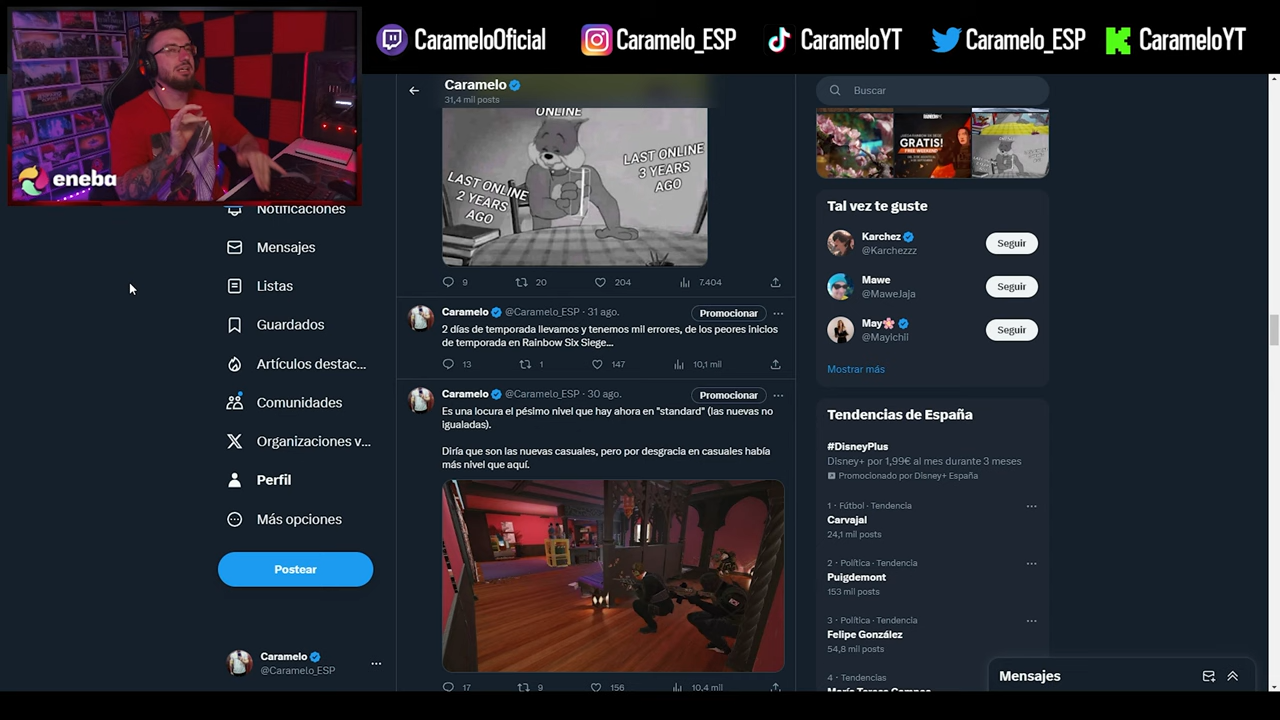 CarameloOficial
Caramelo_ESP
CarameloYT
Caramelo_ESP
CarameloYT
eneba
Notificaciones
Mensajes
Listas
Guardados
Artículos destac...
Comunidades
Organizaciones v...
Perfil
Más opciones
Postear
Caramelo
@Caramelo_ESP
Caramelo
31,4 mil posts
ONLINE
LAST ONLINE
2 YEARS
AGO
LAST ONLINE
3 YEARS
AGO
9 20 204 7.404
Caramelo @Caramelo_ESP · 31 ago.
Promocionar
2 días de temporada llevamos y tenemos mil errores, de los peores inicios
de temporada en Rainbow Six Siege...
13 1 147 10,1 mil
Caramelo @Caramelo_ESP · 30 ago.
Promocionar
Es una locura el pésimo nivel que hay ahora en "standard" (las nuevas no
igualadas).
Diría que son las nuevas casuales, pero por desgracia en casuales había
más nivel que aquí.
17 9 156 10,4 mil
Buscar
GRATIS!
Tal vez te guste
Karchez
@Karchezzz
Seguir
Mawe
@MaweJaja
Seguir
May🌸
@Mayichii
Seguir
Mostrar más
Tendencias de España
#DisneyPlus
Disney+ por 1,99€ al mes durante 3 meses
Promocionado por Disney+ España
1 · Fútbol · Tendencia
Carvajal
24,1 mil posts
2 · Política · Tendencia
Puigdemont
153 mil posts
3 · Política · Tendencia
Felipe González
54,8 mil posts
4 · Tendencias
María Teresa Campos
Mensajes